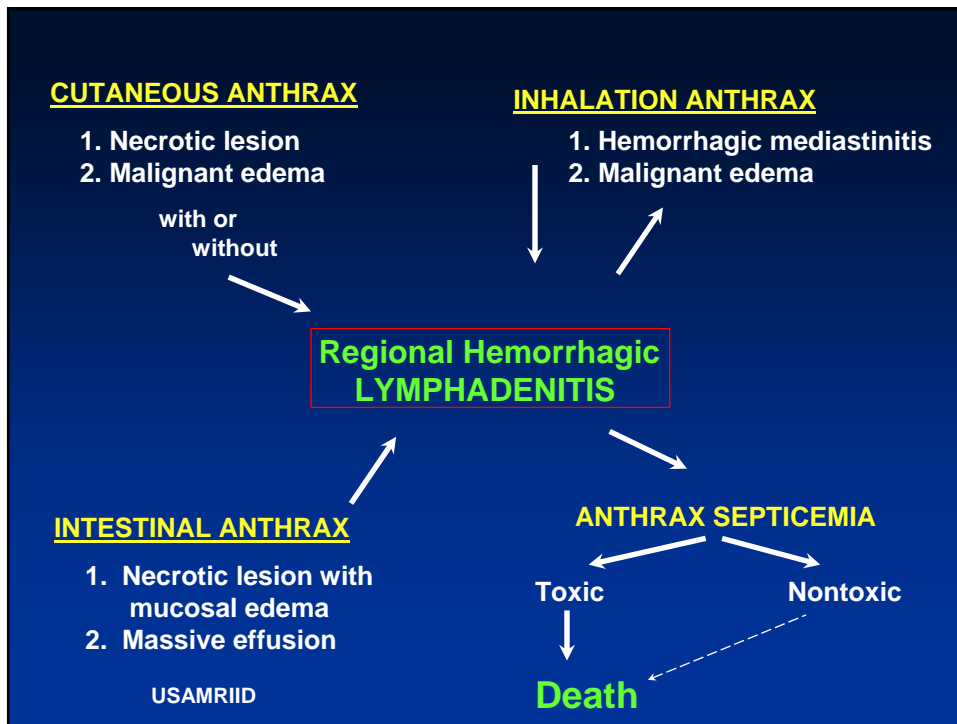 CUTANEOUS ANTHRAX
1. Necrotic lesion
2. Malignant edema
with or
without
INHALATION ANTHRAX
1. Hemorrhagic mediastinitis
2. Malignant edema
Regional Hemorrhagic
LYMPHADENITIS
INTESTINAL ANTHRAX
1. Necrotic lesion with
mucosal edema
2. Massive effusion
ANTHRAX SEPTICEMIA
Toxic
Nontoxic
Death
USAMRIID